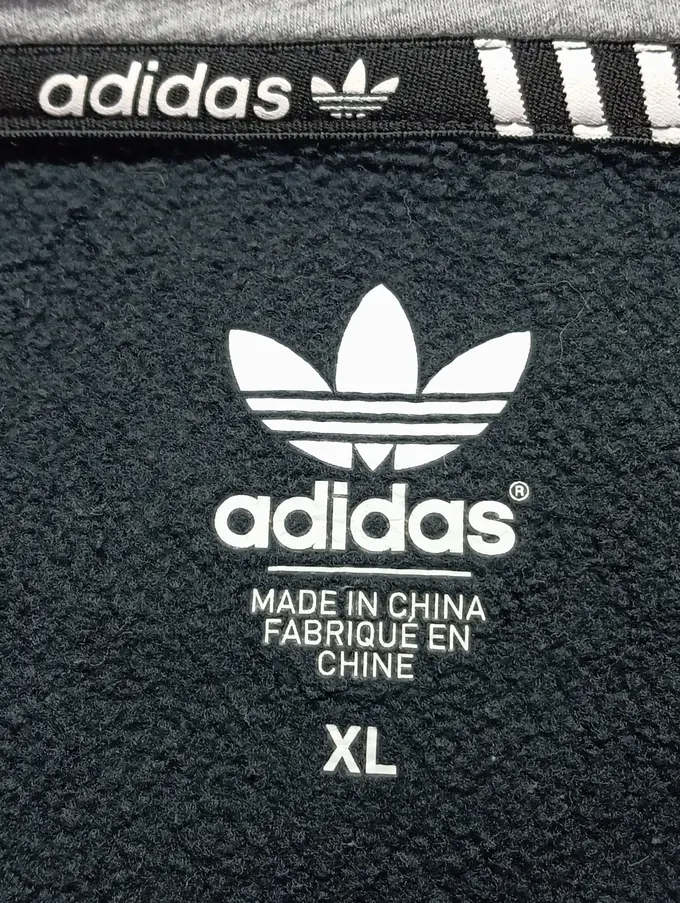 adidas
adidas®
MADE IN CHINA
FABRIQUÉ EN
CHINE
XL